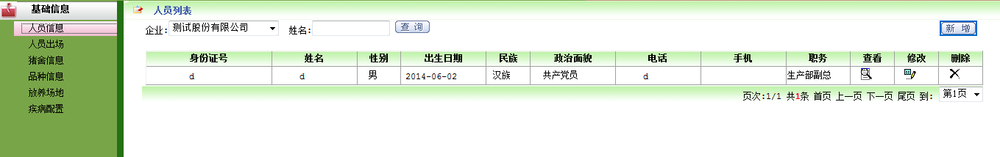 基础信息
人员信息
人员出场
猪舍信息
品种信息
放养场地
疾病配置
人员列表
企业: 测试股份有限公司 姓名: 查 询 新 增
身份证号 姓名 性别 出生日期 民族 政治面貌 电话 手机 职务 查看 修改 删除
d d 男 2014-06-02 汉族 共产党员 d 生产部副总
页次:1/1 共1条 首页 上一页 下一页 尾页 到: 第1页